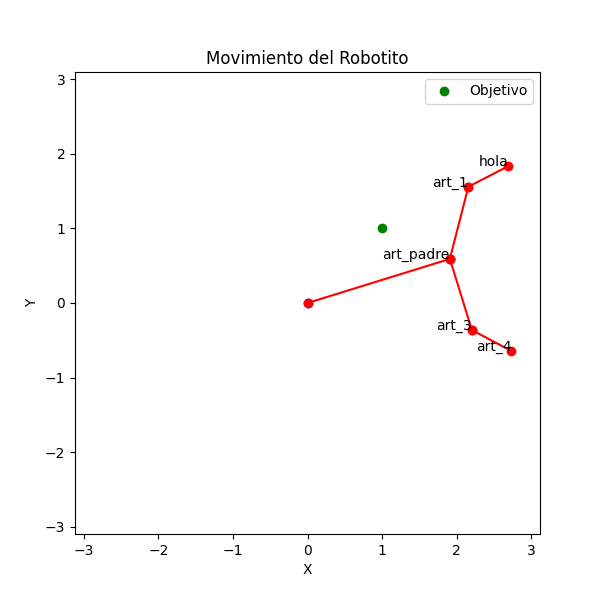 Movimiento del Robotito
Objetivo
hola
art_1
art_padre
art_3
art_4
3
2
1
0
−1
−2
−3
Y
−3 −2 −1 0 1 2 3
X